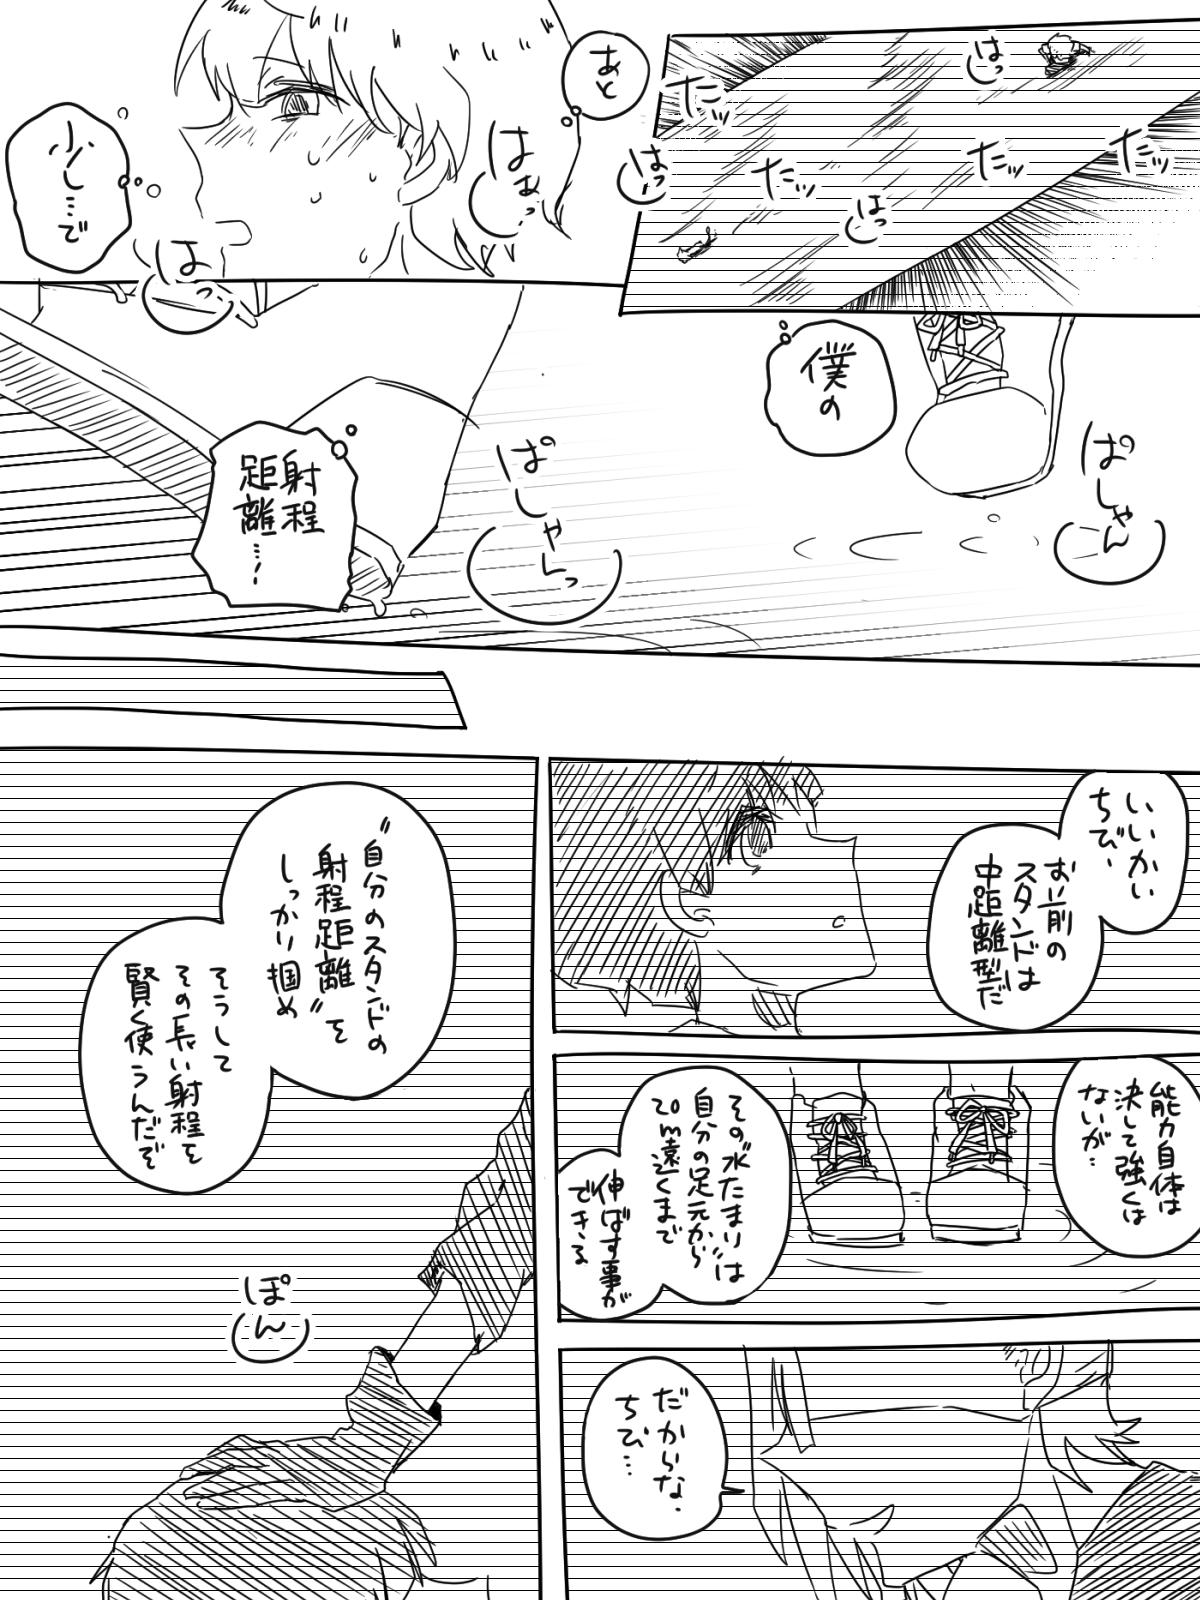 はっ
たッ
たッ
たッ
たッ
はっ
はっ
あと
はぁっ
少し…で
はっ
僕の
ぱしゃん
ぱしゃんっ
射程
距離…！
いいかい
ちび、
お前の
スタンドは
中距離型だ
能力自体は
決して強くは
ないが…
その〝水たまり〟は
自分の足元から
20m遠くまで
伸ばす事が
できる
だからな、
ちび…
〝自分のスタンドの
射程距離〟を
しっかり掴め
そうして
その長い射程を
賢く使うんだぞ
ぽん